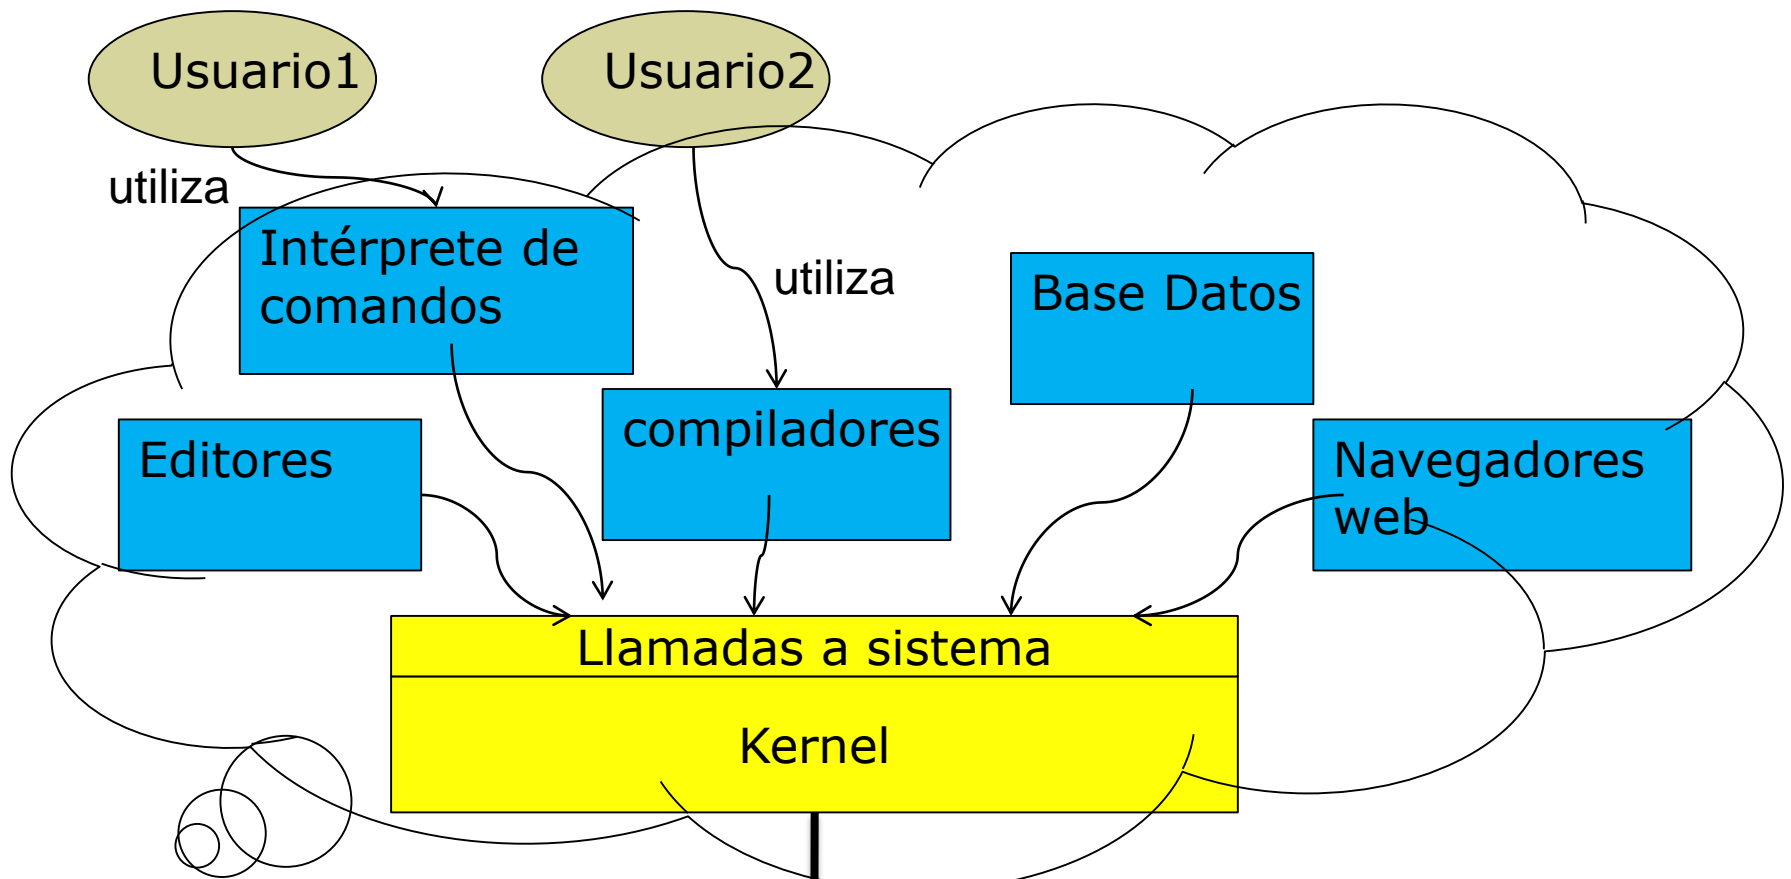 Usuario1
Usuario2
utiliza
Intérprete de
comandos
utiliza
Base Datos
compiladores
Editores
Navegadores
web
Llamadas a sistema
Kernel